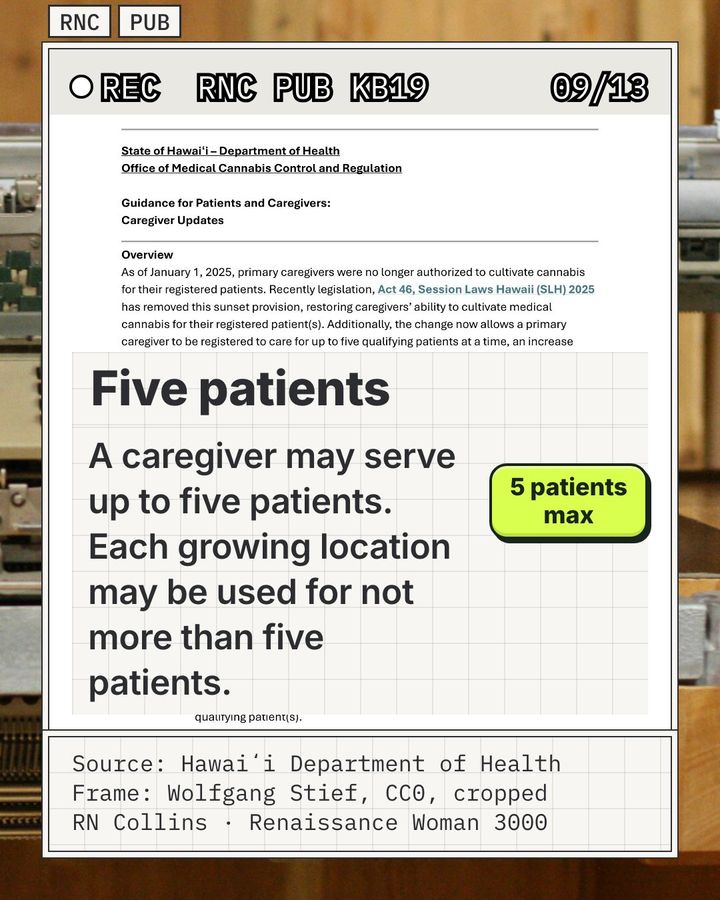 RNC PUB
REC RNC PUB KB19 09/13
State of Hawaiʻi – Department of Health
Office of Medical Cannabis Control and Regulation
Guidance for Patients and Caregivers:
Caregiver Updates
Overview
As of January 1, 2025, primary caregivers were no longer authorized to cultivate cannabis
for their registered patients. Recently legislation, Act 46, Session Laws Hawaii (SLH) 2025
has removed this sunset provision, restoring caregivers’ ability to cultivate medical
cannabis for their registered patient(s). Additionally, the change now allows a primary
caregiver to be registered to care for up to five qualifying patients at a time, an increase
Five patients
A caregiver may serve
up to five patients.
Each growing location
may be used for not
more than five
patients.
5 patients
max
qualifying patient(s).
Source: Hawaiʻi Department of Health
Frame: Wolfgang Stief, CC0, cropped
RN Collins · Renaissance Woman 3000